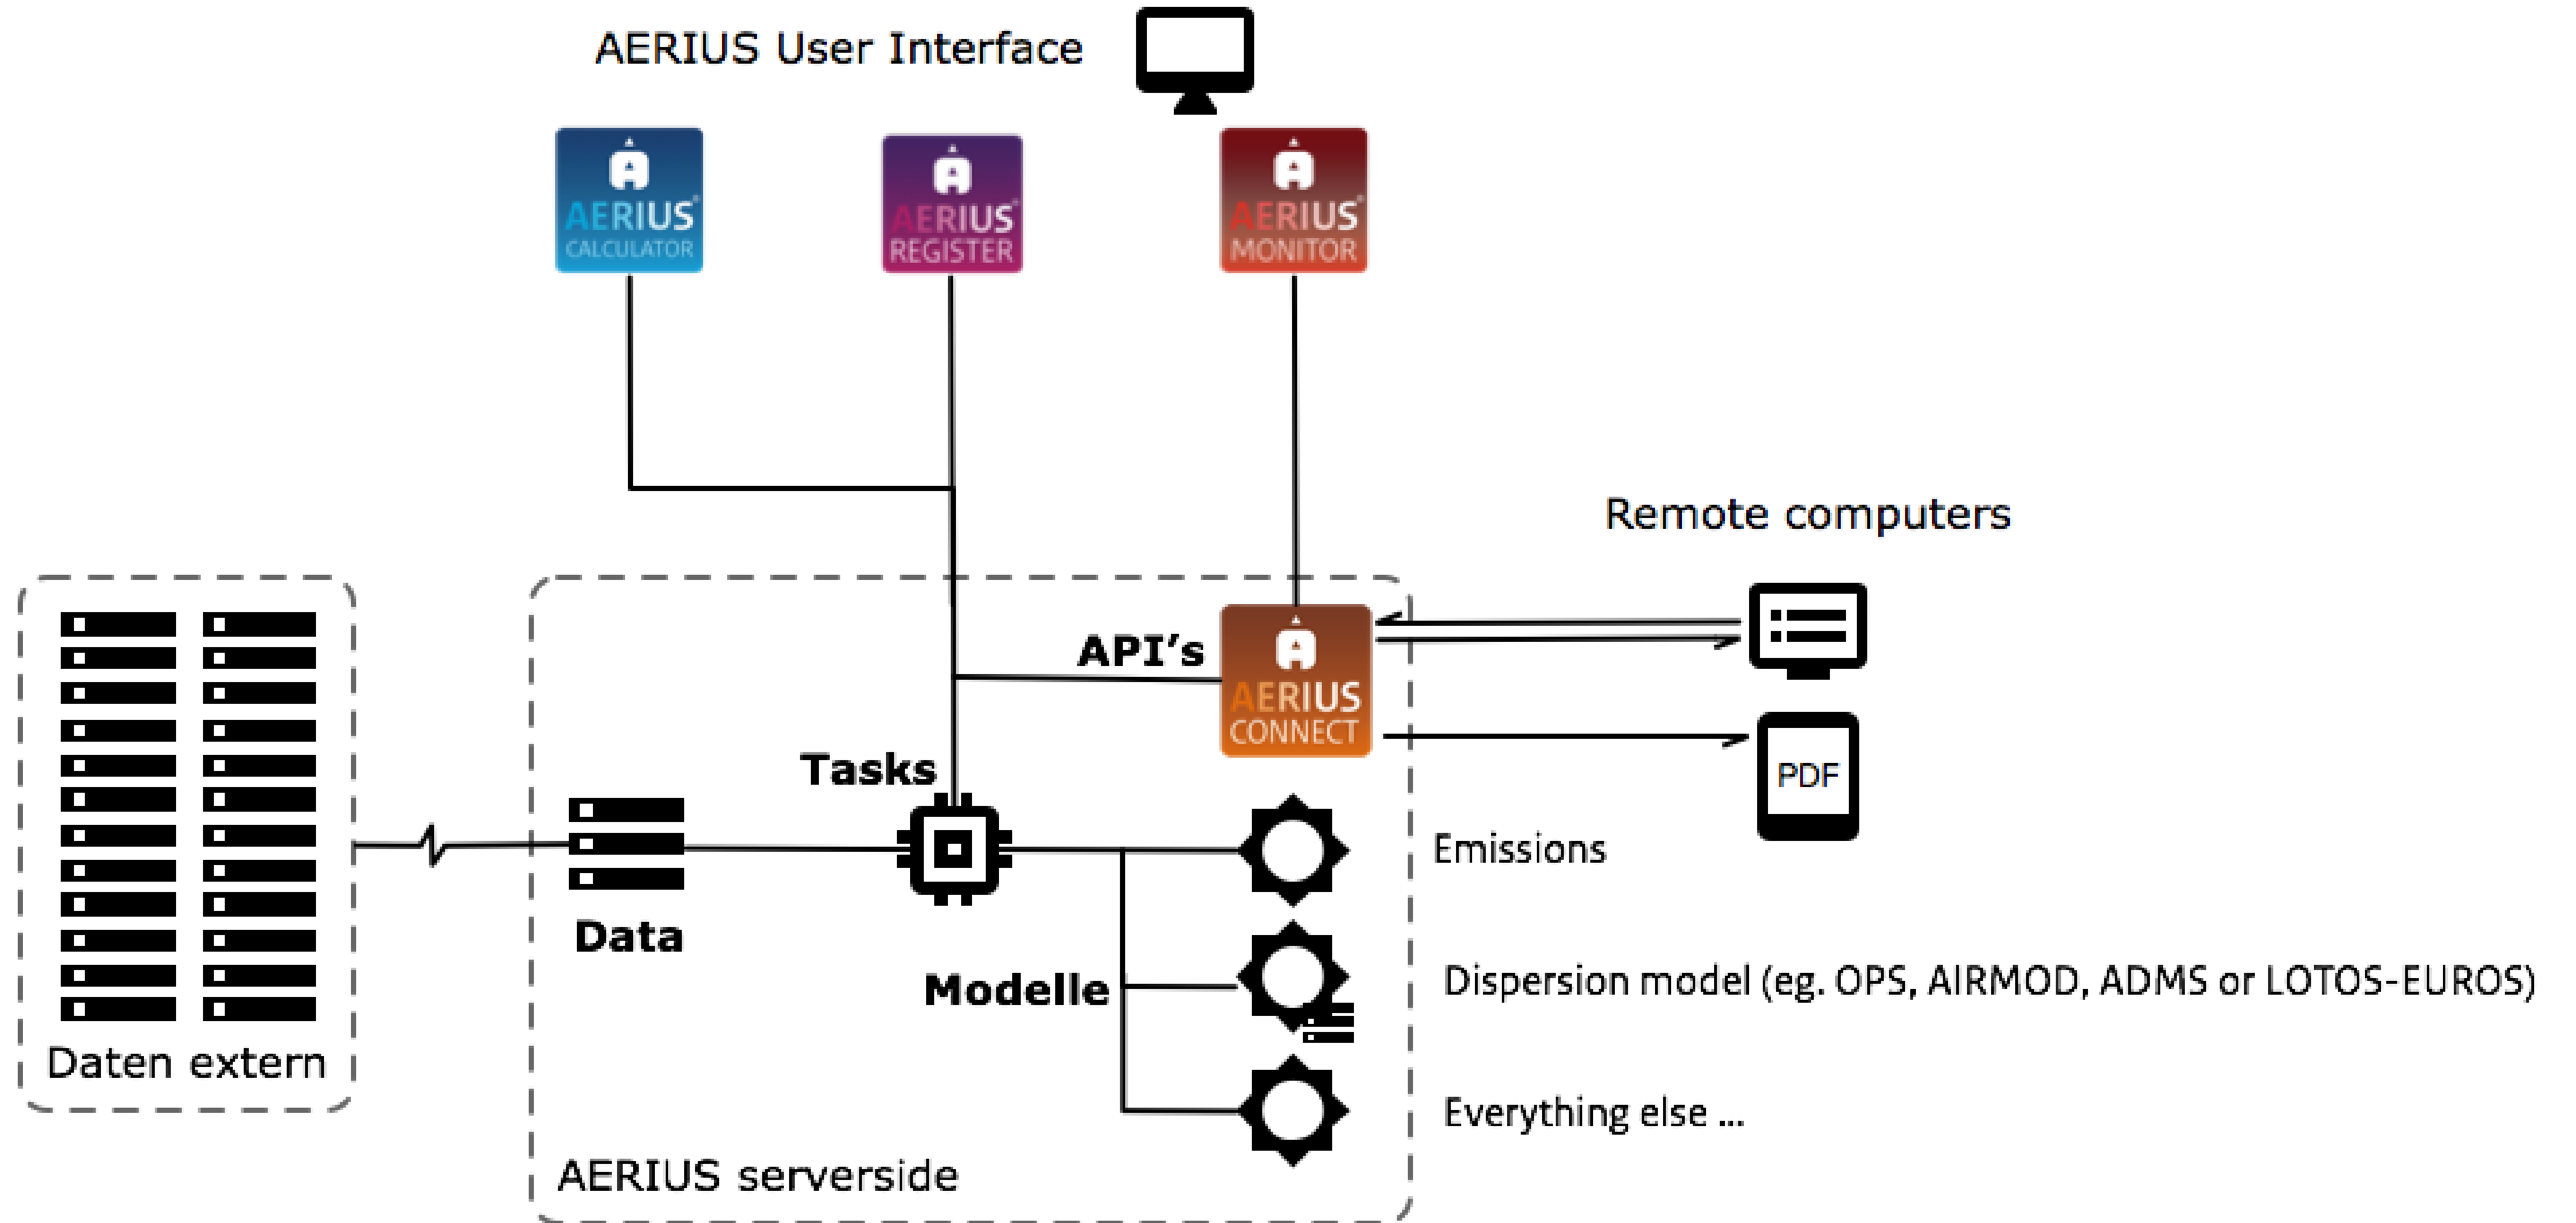 AERIUS User Interface
AERIUS®
CALCULATOR
AERIUS®
REGISTER
AERIUS®
MONITOR
Remote computers
API’s
AERIUS
CONNECT
Tasks
PDF
Data
Emissions
Modelle
Dispersion model (eg. OPS, AIRMOD, ADMS or LOTOS-EUROS)
Everything else ...
Daten extern
AERIUS serverside